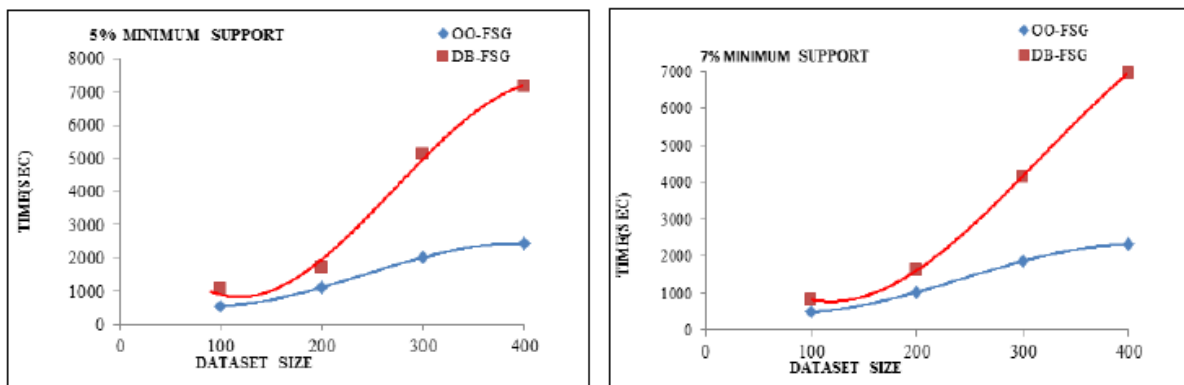 5% MINIMUM SUPPORT
OO-FSG
DB-FSG
8000
7000
6000
5000
4000
3000
2000
1000
0
TIME(SEC)
0 100 200 300 400
DATASET SIZE
7% MINIMUM SUPPORT
OO-FSG
DB-FSG
7000
6000
5000
4000
3000
2000
1000
0
TIME(SEC)
0 100 200 300 400
DATASET SIZE